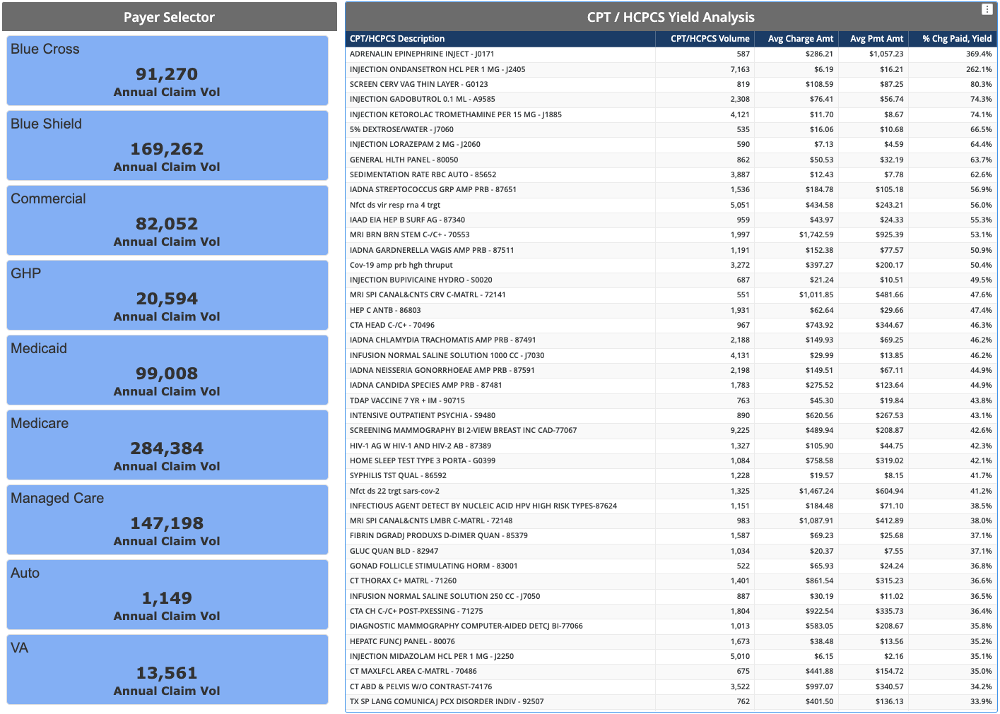 Payer Selector
Blue Cross
91,270
Annual Claim Vol
Blue Shield
169,262
Annual Claim Vol
Commercial
82,052
Annual Claim Vol
GHP
20,594
Annual Claim Vol
Medicaid
99,008
Annual Claim Vol
Medicare
284,384
Annual Claim Vol
Managed Care
147,198
Annual Claim Vol
Auto
1,149
Annual Claim Vol
VA
13,561
Annual Claim Vol
CPT / HCPCS Yield Analysis
CPT/HCPCS Description CPT/HCPCS Volume Avg Charge Amt Avg Pmt Amt % Chg Paid, Yield
ADRENALIN EPINEPHRINE INJECT - J0171 587 $286.21 $1,057.23 369.4%
INJECTION ONDANSETRON HCL PER 1 MG - J2405 7,163 $6.19 $16.21 262.1%
SCREEN CERV VAG THIN LAYER - G0123 819 $108.59 $87.25 80.3%
INJECTION GADOBUTROL 0.1 ML - A9585 2,308 $76.41 $56.74 74.3%
INJECTION KETOROLAC TROMETHAMINE PER 15 MG - J1885 4,121 $11.70 $8.67 74.1%
5% DEXTROSE/WATER - J7060 535 $16.06 $10.68 66.5%
INJECTION LORAZEPAM 2 MG - J2060 590 $7.13 $4.59 64.4%
GENERAL HLTH PANEL - 80050 862 $50.53 $32.19 63.7%
SEDIMENTATION RATE RBC AUTO - 85652 3,887 $12.43 $7.78 62.6%
IADNA STREPTOCOCCUS GRP AMP PRB - 87651 1,536 $184.78 $105.18 56.9%
Nfct ds vir resp rna 4 trgt 5,051 $434.58 $243.21 56.0%
IAAD EIA HEP B SURF AG - 87340 959 $43.97 $24.33 55.3%
MRI BRN BRN STEM C-/C+ - 70553 1,997 $1,742.59 $925.39 53.1%
IADNA GARDNERELLA VAGIS AMP PRB - 87511 1,191 $152.38 $77.57 50.9%
Cov-19 amp prb hgh thruput 3,272 $397.27 $200.17 50.4%
INJECTION BUPIVICAINE HYDRO - S0020 687 $21.24 $10.51 49.5%
MRI SPI CANAL&CNTS CRV C-MATRL - 72141 551 $1,011.85 $481.66 47.6%
HEP C ANTB - 86803 1,931 $62.64 $29.66 47.4%
CTA HEAD C-/C+ - 70496 967 $743.92 $344.67 46.3%
IADNA CHLAMYDIA TRACHOMATIS AMP PRB - 87491 2,188 $149.93 $69.25 46.2%
INFUSION NORMAL SALINE SOLUTION 1000 CC - J7030 4,131 $29.99 $13.85 46.2%
IADNA NEISSERIA GONORRHOEAE AMP PRB - 87591 2,198 $149.51 $67.11 44.9%
IADNA CANDIDA SPECIES AMP PRB - 87481 1,783 $275.52 $123.64 44.9%
TDAP VACCINE 7 YR + IM - 90715 763 $45.30 $19.84 43.8%
INTENSIVE OUTPATIENT PSYCHIA - S9480 890 $620.56 $267.53 43.1%
SCREENING MAMMOGRAPHY BI 2-VIEW BREAST INC CAD-77067 9,225 $489.94 $208.87 42.6%
HIV-1 AG W HIV-1 AND HIV-2 AB - 87389 1,327 $105.90 $44.75 42.3%
HOME SLEEP TEST TYPE 3 PORTA - G0399 1,084 $758.58 $319.02 42.1%
SYPHILIS TST QUAL - 86592 1,228 $19.57 $8.15 41.7%
Nfct ds 22 trgt sars-cov-2 1,325 $1,467.24 $604.94 41.2%
INFECTIOUS AGENT DETECT BY NUCLEIC ACID HPV HIGH RISK TYPES-87624 1,151 $184.48 $71.10 38.5%
MRI SPI CANAL&CNTS LMBR C-MATRL - 72148 983 $1,087.91 $412.89 38.0%
FIBRIN DGRADJ PRODUXS D-DIMER QUAN - 85379 1,587 $69.23 $25.68 37.1%
GLUC QUAN BLD - 82947 1,034 $20.37 $7.55 37.1%
GONAD FOLLICLE STIMULATING HORM - 83001 522 $65.93 $24.24 36.8%
CT THORAX C+ MATRL - 71260 1,401 $861.54 $315.23 36.6%
INFUSION NORMAL SALINE SOLUTION 250 CC - J7050 887 $30.19 $11.02 36.5%
CTA CH C-/C+ POST-PXESSING - 71275 1,804 $922.54 $335.73 36.4%
DIAGNOSTIC MAMMOGRAPHY COMPUTER-AIDED DETCJ BI-77066 1,013 $583.05 $208.67 35.8%
HEPATC FUNCJ PANEL - 80076 1,673 $38.48 $13.56 35.2%
INJECTION MIDAZOLAM HCL PER 1 MG - J2250 5,010 $6.15 $2.16 35.1%
CT MAXLFCL AREA C-MATRL - 70486 675 $441.88 $154.72 35.0%
CT ABD & PELVIS W/O CONTRAST-74176 3,522 $997.07 $340.57 34.2%
TX SP LANG COMUNICAJ PCX DISORDER INDIV - 92507 762 $401.50 $136.13 33.9%